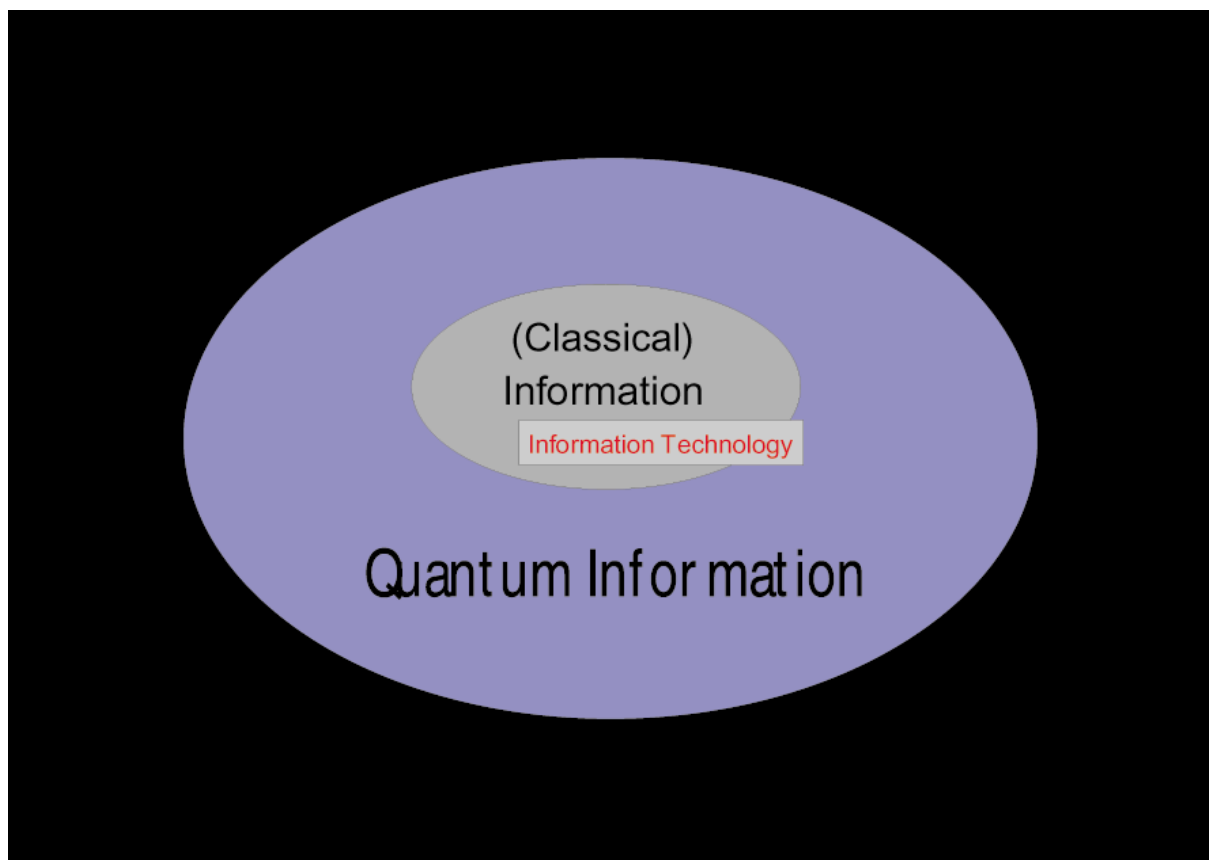 (Classical)
Information
Information Technology
Quantum Information